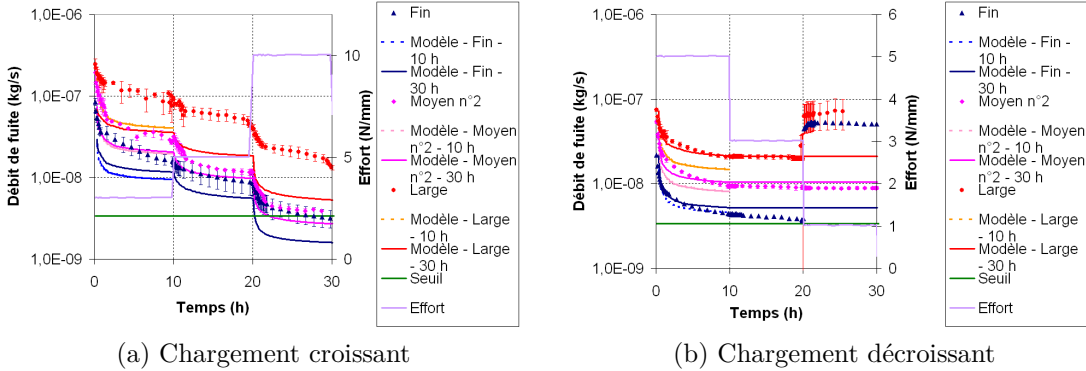 1,0E-06
1,0E-07
1,0E-08
1,0E-09
Débit de fuite (kg/s)
0
10
20
30
Temps (h)
10
5
0
Effort (N/mm)
Fin
Modèle - Fin -
10 h
Modèle - Fin -
30 h
Moyen n°2
Modèle - Moyen
n°2 - 10 h
Modèle - Moyen
n°2 - 30 h
Large
Modèle - Large
- 10 h
Modèle - Large
- 30 h
Seuil
Effort
(a) Chargement croissant
1,0E-06
1,0E-07
1,0E-08
1,0E-09
Débit de fuite (kg/s)
0
10
20
30
Temps (h)
6
5
4
3
2
1
0
Effort (N/mm)
Fin
Modèle - Fin -
10 h
Modèle - Fin -
30 h
Moyen n°2
Modèle - Moyen
n°2 - 10 h
Modèle - Moyen
n°2 - 30 h
Large
Modèle - Large
- 10 h
Modèle - Large
- 30 h
Seuil
Effort
(b) Chargement décroissant